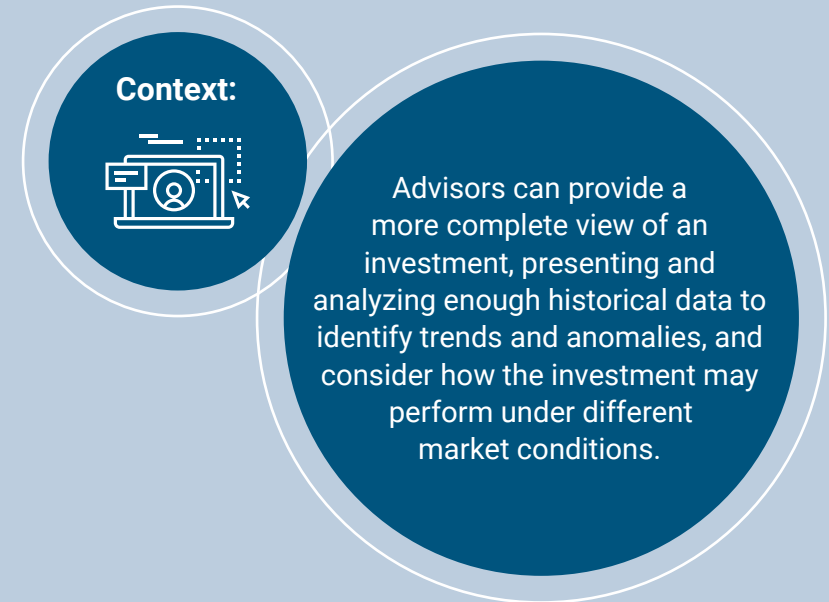 Context:
Advisors can provide a
more complete view of an
investment, presenting and
analyzing enough historical data to
identify trends and anomalies, and
consider how the investment may
perform under different
market conditions.